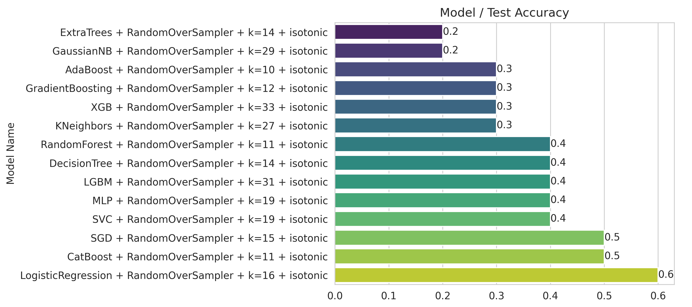 Model / Test Accuracy
Model Name
ExtraTrees + RandomOverSampler + k=14 + isotonic 0.2
GaussianNB + RandomOverSampler + k=29 + isotonic 0.2
AdaBoost + RandomOverSampler + k=10 + isotonic 0.3
GradientBoosting + RandomOverSampler + k=12 + isotonic 0.3
XGB + RandomOverSampler + k=33 + isotonic 0.3
KNeighbors + RandomOverSampler + k=27 + isotonic 0.3
RandomForest + RandomOverSampler + k=11 + isotonic 0.4
DecisionTree + RandomOverSampler + k=14 + isotonic 0.4
LGBM + RandomOverSampler + k=31 + isotonic 0.4
MLP + RandomOverSampler + k=19 + isotonic 0.4
SVC + RandomOverSampler + k=19 + isotonic 0.4
SGD + RandomOverSampler + k=15 + isotonic 0.5
CatBoost + RandomOverSampler + k=11 + isotonic 0.5
LogisticRegression + RandomOverSampler + k=16 + isotonic 0.6
0.0 0.1 0.2 0.3 0.4 0.5 0.6